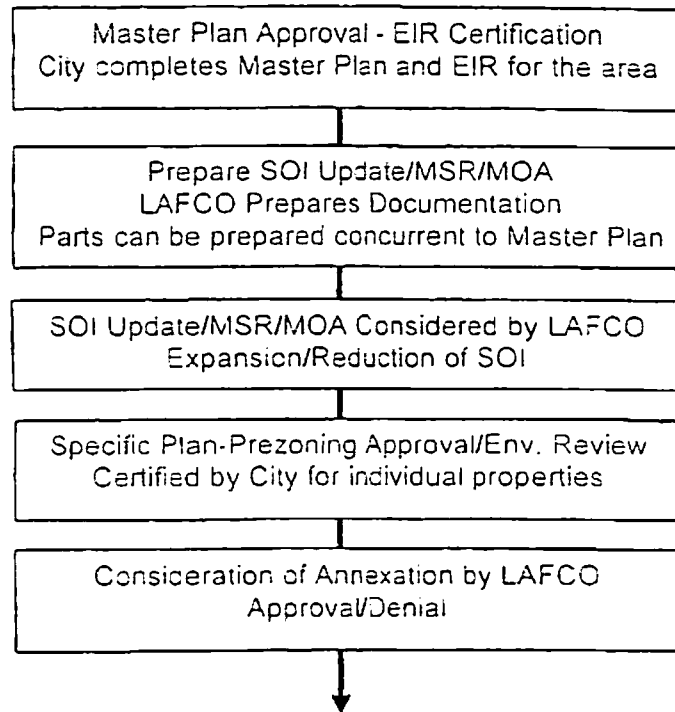 Master Plan Approval - EIR Certification
City completes Master Plan and EIR for the area
Prepare SOI Update/MSR/MOA
LAFCO Prepares Documentation
Parts can be prepared concurrent to Master Plan
SOI Update/MSR/MOA Considered by LAFCO
Expansion/Reduction of SOI
Specific Plan-Prezoning Approval/Env. Review
Certified by City for individual properties
Consideration of Annexation by LAFCO
Approval/Denial